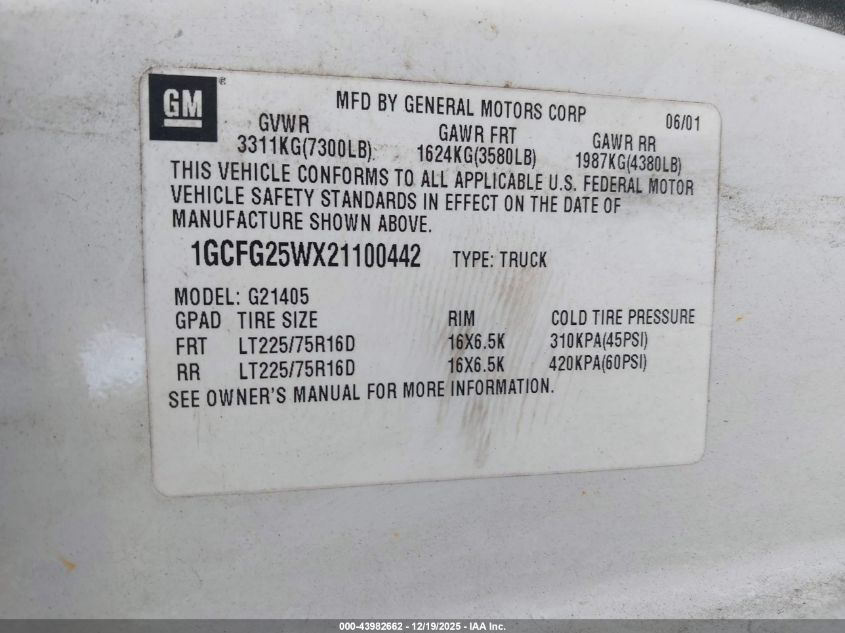 GM ®
MFD BY GENERAL MOTORS CORP 06/01
GVWR GAWR FRT GAWR RR
3311KG(7300LB) 1624KG(3580LB) 1987KG(4380LB)
THIS VEHICLE CONFORMS TO ALL APPLICABLE U.S. FEDERAL MOTOR
VEHICLE SAFETY STANDARDS IN EFFECT ON THE DATE OF
MANUFACTURE SHOWN ABOVE.
1GCFG25WX21100442 TYPE: TRUCK
MODEL: G21405
GPAD TIRE SIZE RIM COLD TIRE PRESSURE
FRT LT225/75R16D 16X6.5K 310KPA(45PSI)
RR LT225/75R16D 16X6.5K 420KPA(60PSI)
SEE OWNER'S MANUAL FOR MORE INFORMATION.
000-43982662 - 12/19/2025 - IAA Inc.